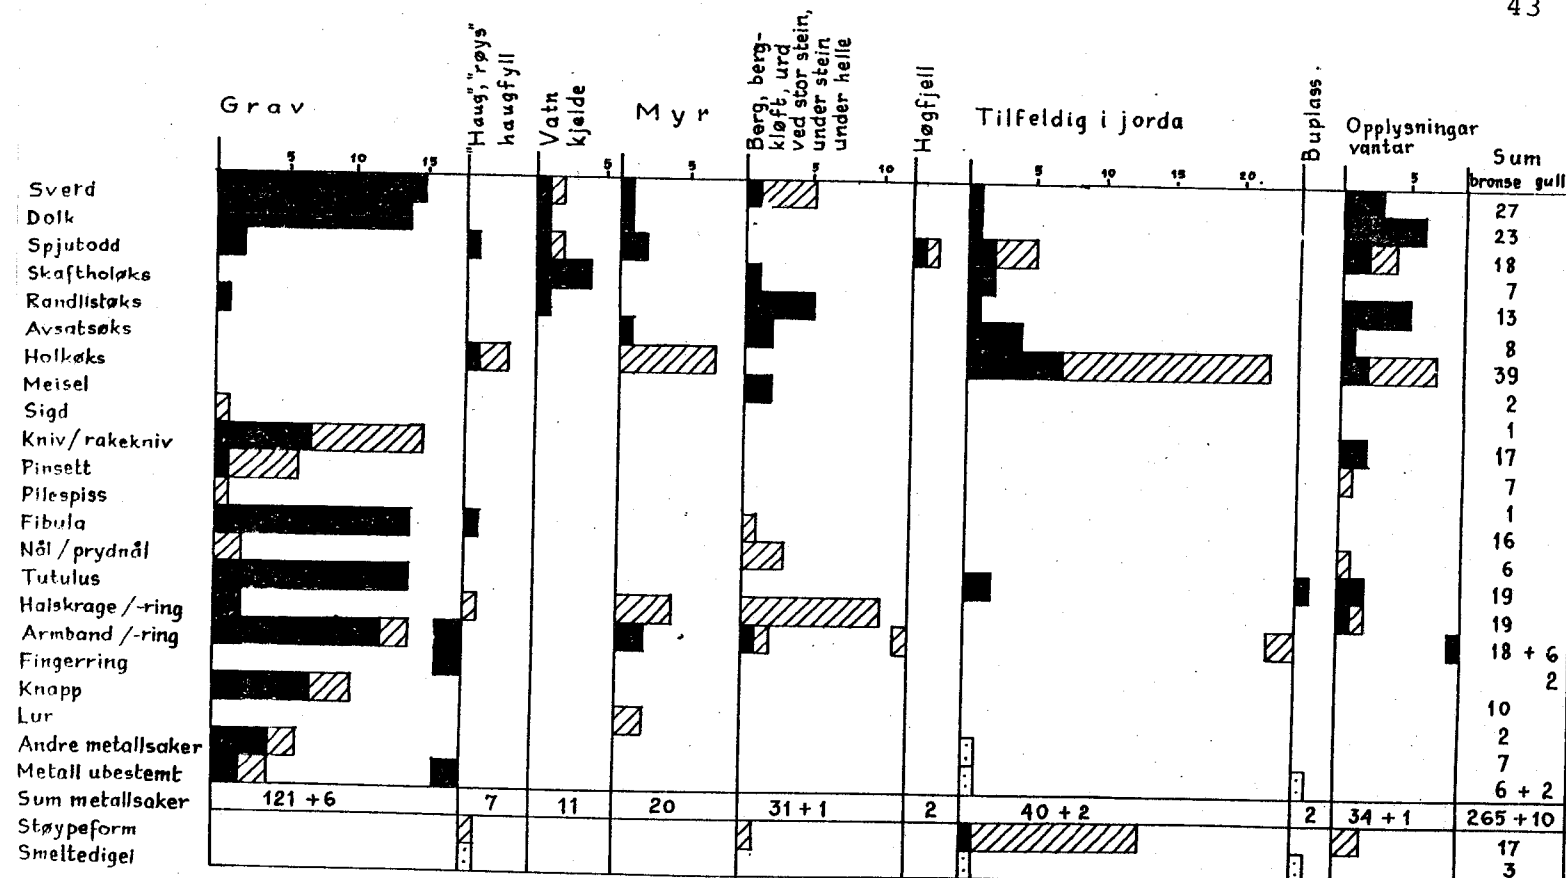 43
Grav
"Haug", "røys"
haugfyll
Vatn
kjelde
Myr
Berg, berg-
kløft, urd
ved stor stein,
under stein
under helle
Høgfjell
Tilfeldig i jorda
Buplass.
Opplysningar
vantar
Sum
bronse gull
5 10 15 5 5 5 10 5 10 15 20 5
Sverd 27
Dolk 23
Spjutodd 18
Skaftholøks 7
Randlistøks 13
Avsatsøks 8
Holkøks 39
Meisel 2
Sigd 1
Kniv/rakekniv 17
Pinsett 7
Pilespiss 1
Fibula 16
Nål/prydnål 6
Tutulus 19
Halskrage/-ring 19
Armband/-ring 18 + 6
Fingerring 2
Knapp 10
Lur 2
Andre metallsaker 7
Metall ubestemt 6 + 2
Sum metallsaker 121 + 6 7 11 20 31 + 1 2 40 + 2 2 34 + 1 265 + 10
Støypeform 17
Smeltedigel 3